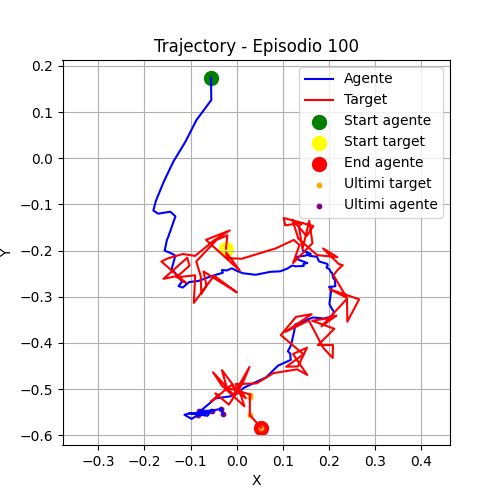 Trajectory - Episodio 100
Agente
Target
Start agente
Start target
End agente
Ultimi target
Ultimi agente
0.2
0.1
0.0
−0.1
−0.2
−0.3
−0.4
−0.5
−0.6
Y
−0.3
−0.2
−0.1
0.0
0.1
0.2
0.3
0.4
X